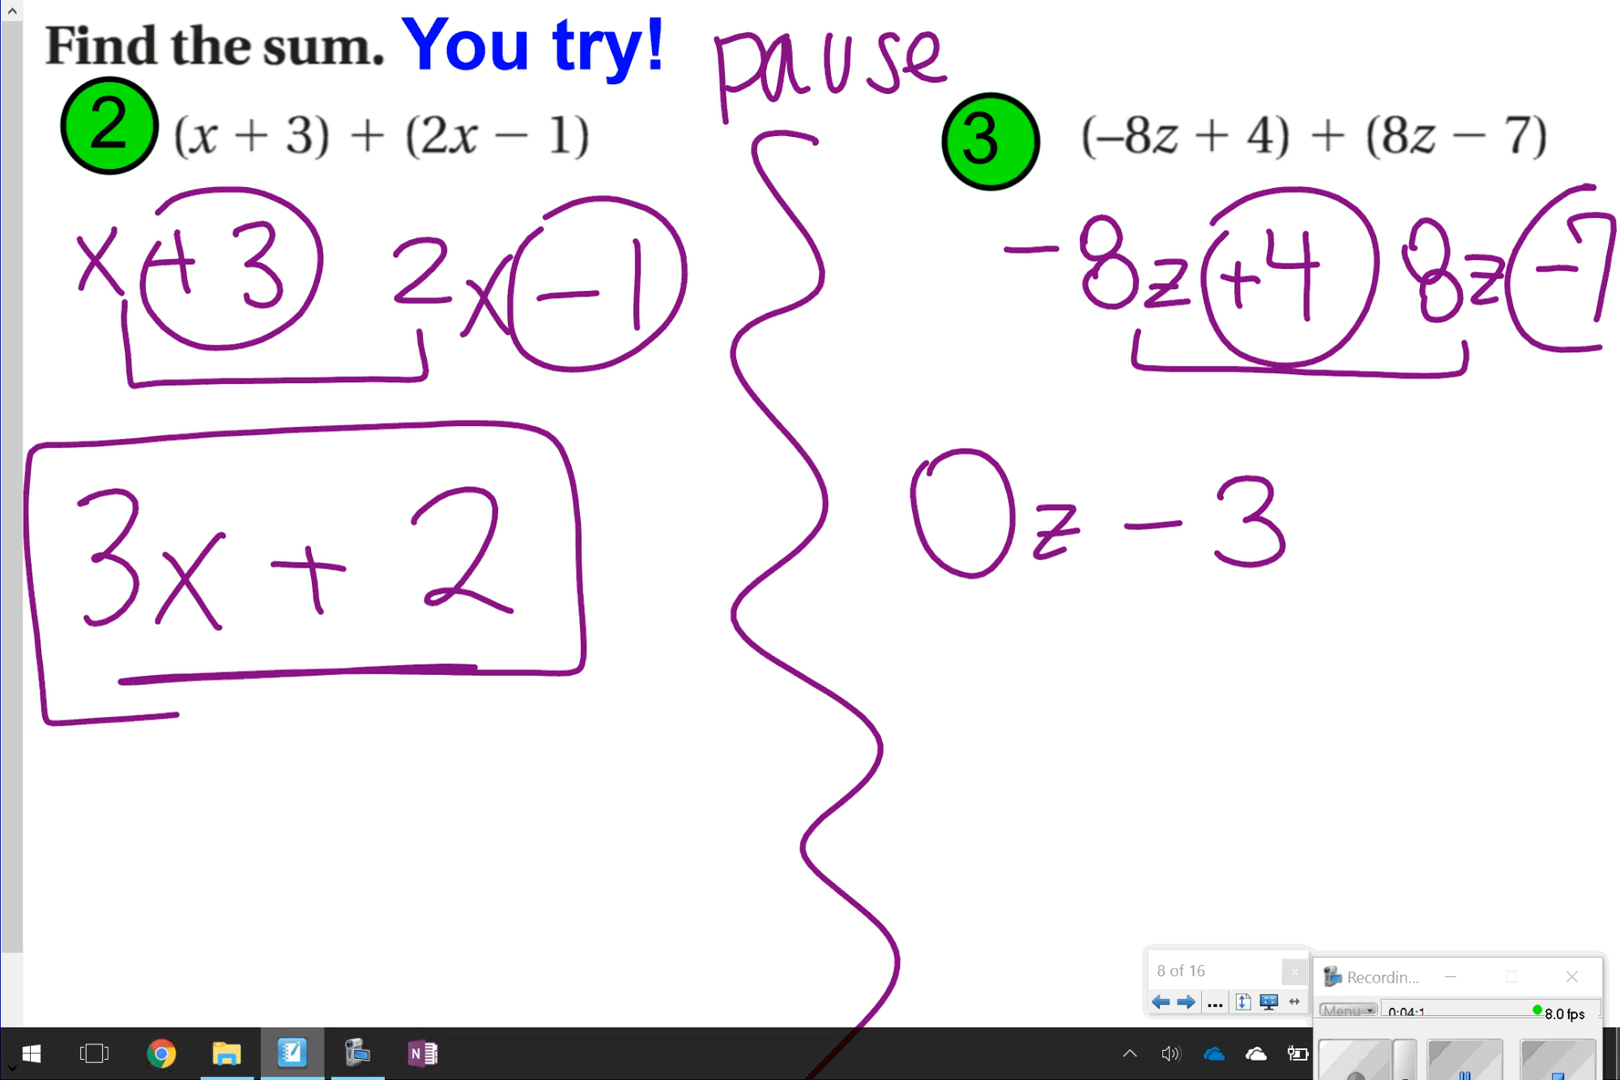 Find the sum. You try! pause
2 (x + 3) + (2x − 1)
x + 3 2x − 1
3x + 2
3 (−8z + 4) + (8z − 7)
−8z + 4 8z − 7
0z − 3
8 of 16
Recordin...
Menu
0:04:1
8.0 fps
N